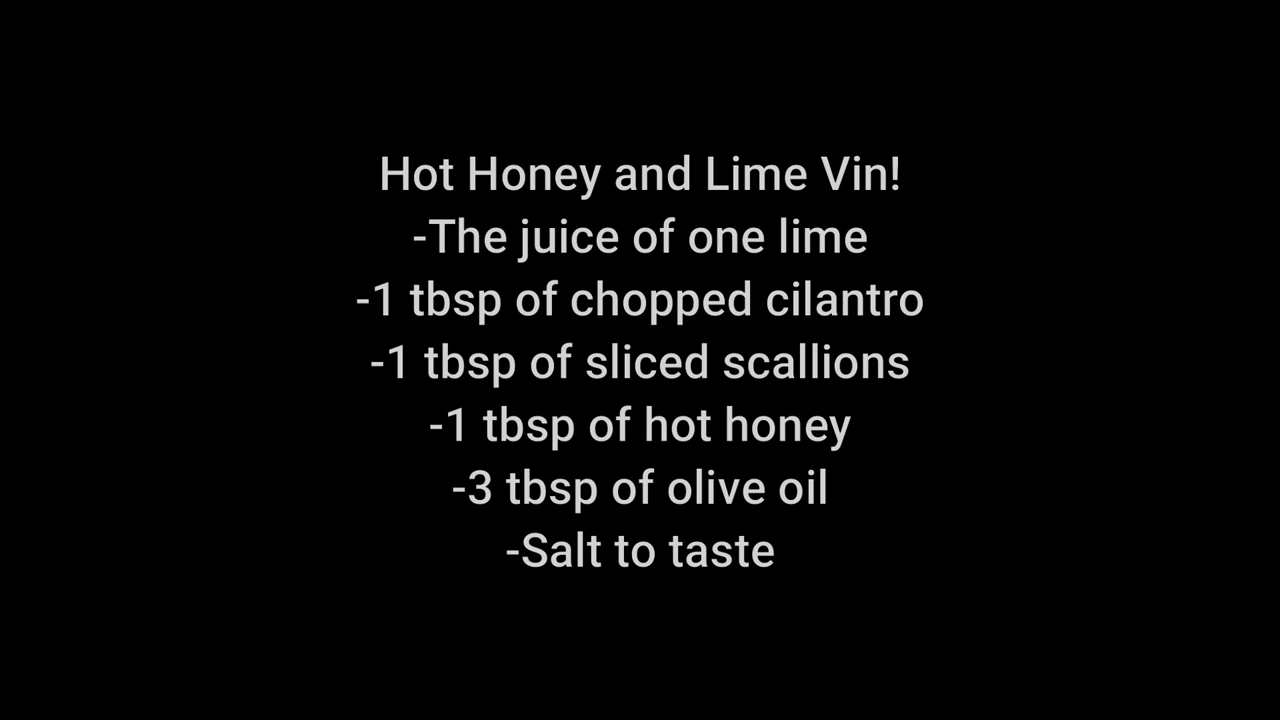 Hot Honey and Lime Vin!
-The juice of one lime
-1 tbsp of chopped cilantro
-1 tbsp of sliced scallions
-1 tbsp of hot honey
-3 tbsp of olive oil
-Salt to taste